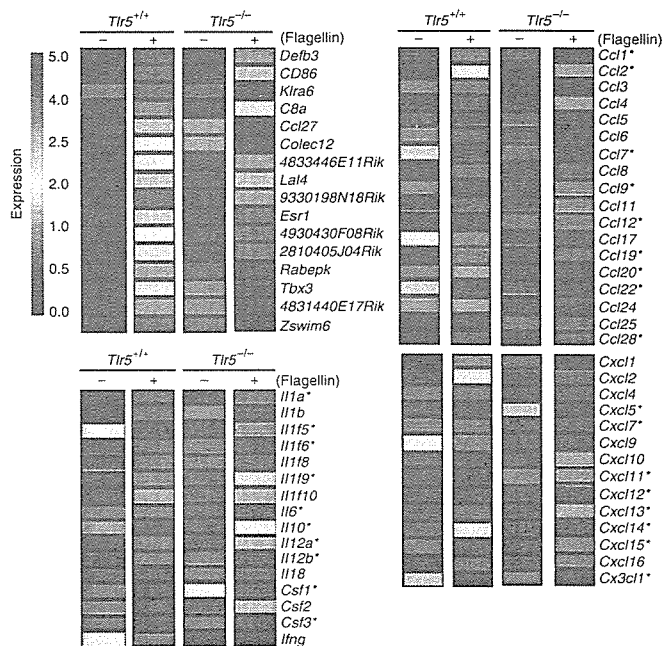 Tlr5+/+ Tlr5−/−
− + − + (Flagellin)
Expression
5.0
4.0
2.5
2.0
1.0
0.5
0.0
Defb3
CD86
Klra6
C8a
Ccl27
Colec12
4833446E11Rik
Lal4
9330198N18Rik
Esr1
4930430F08Rik
2810405J04Rik
Rabepk
Tbx3
4831440E17Rik
Zswim6
Tlr5+/+ Tlr5−/−
− + − + (Flagellin)
Il1a*
Il1b
Il1f5*
Il1f6*
Il1f8
Il1f9*
Il1f10
Il6*
Il10*
Il12a*
Il12b*
Il18
Csf1*
Csf2
Csf3*
Ifng
Tlr5+/+ Tlr5−/−
− + − + (Flagellin)
Ccl1*
Ccl2*
Ccl3
Ccl4
Ccl5
Ccl6
Ccl7*
Ccl8
Ccl9*
Ccl11
Ccl12*
Ccl17
Ccl19*
Ccl20*
Ccl22*
Ccl24
Ccl25
Ccl28*
Cxcl1
Cxcl2
Cxcl4
Cxcl5*
Cxcl7*
Cxcl9
Cxcl10
Cxcl11*
Cxcl12*
Cxcl13*
Cxcl14*
Cxcl15*
Cxcl16
Cx3cl1*